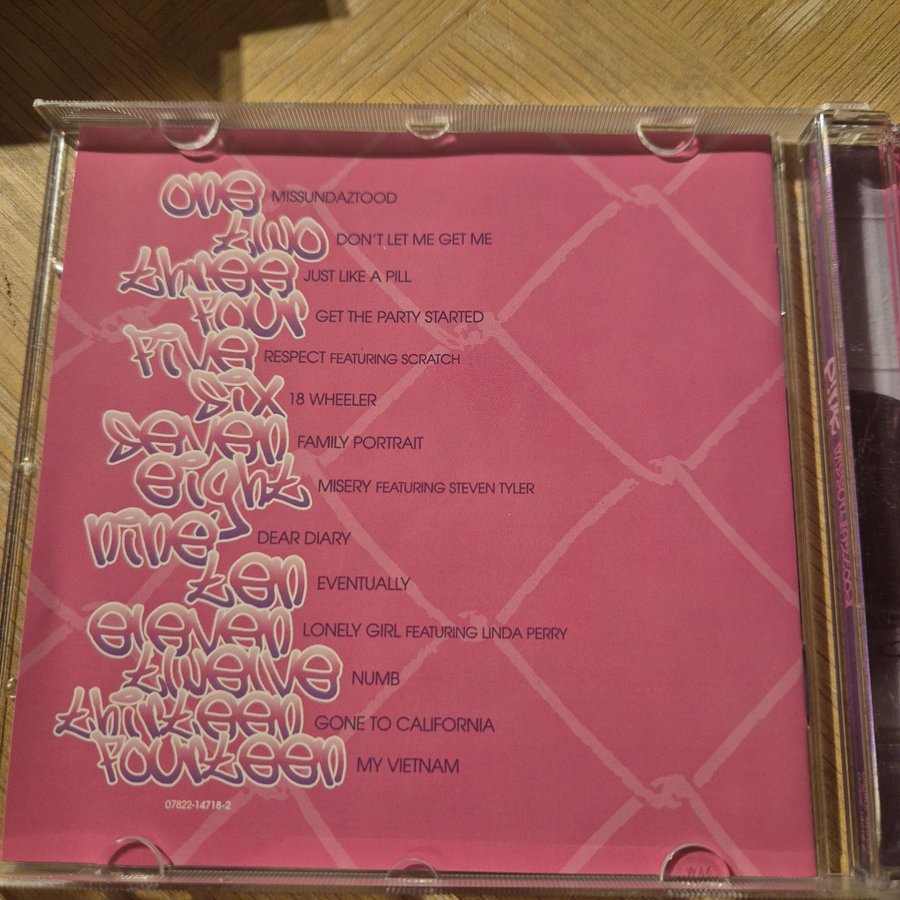 one MISSUNDAZTOOD
two DON'T LET ME GET ME
three JUST LIKE A PILL
four GET THE PARTY STARTED
five RESPECT FEATURING SCRATCH
six 18 WHEELER
seven FAMILY PORTRAIT
eight MISERY FEATURING STEVEN TYLER
nine DEAR DIARY
ten EVENTUALLY
eleven LONELY GIRL FEATURING LINDA PERRY
twelve NUMB
thirteen GONE TO CALIFORNIA
fourteen MY VIETNAM
07822-14718-2